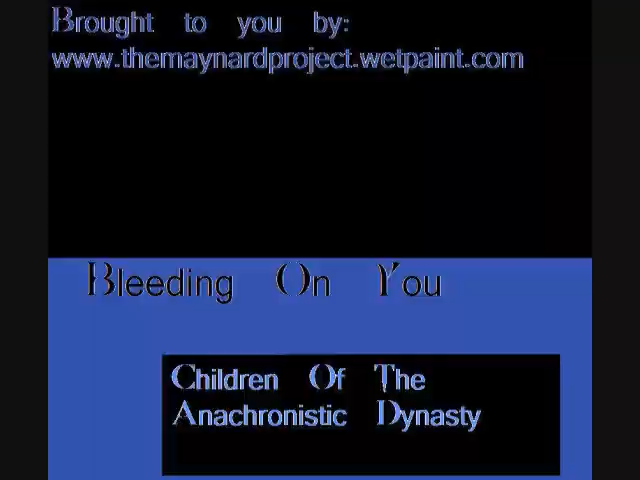 Brought to you by:
www.themaynardproject.wetpaint.com
Bleeding On You
Children Of The
Anachronistic Dynasty